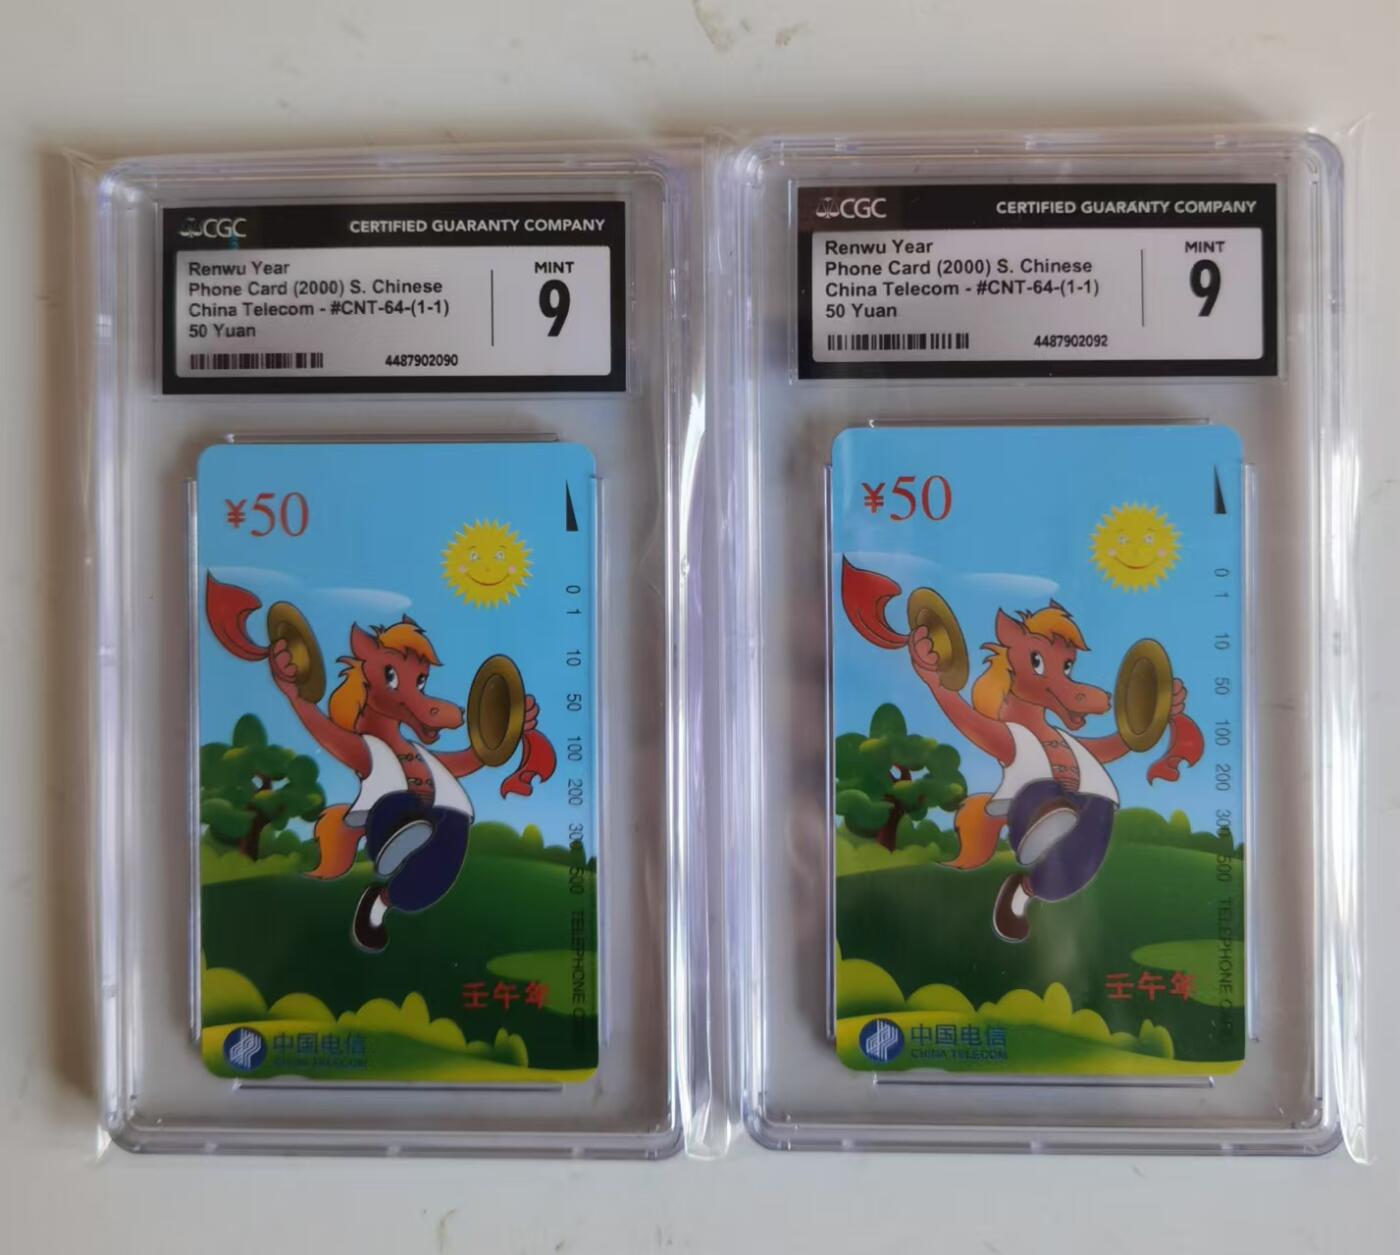 CGC CERTIFIED GUARANTY COMPANY
Renwu Year
Phone Card (2000) S. Chinese
China Telecom - #CNT-64-(1-1)
50 Yuan
MINT
9
4487902090
¥50
0 1 10 50 100 200 300 500 TELEPHONE
壬午年
中国电信
CHINA TELECOM
CGC CERTIFIED GUARANTY COMPANY
Renwu Year
Phone Card (2000) S. Chinese
China Telecom - #CNT-64-(1-1)
50 Yuan
MINT
9
4487902092
¥50
0 1 10 50 100 200 300 500 TELEPHONE CARD
壬午年
中国电信
CHINA TELECOM